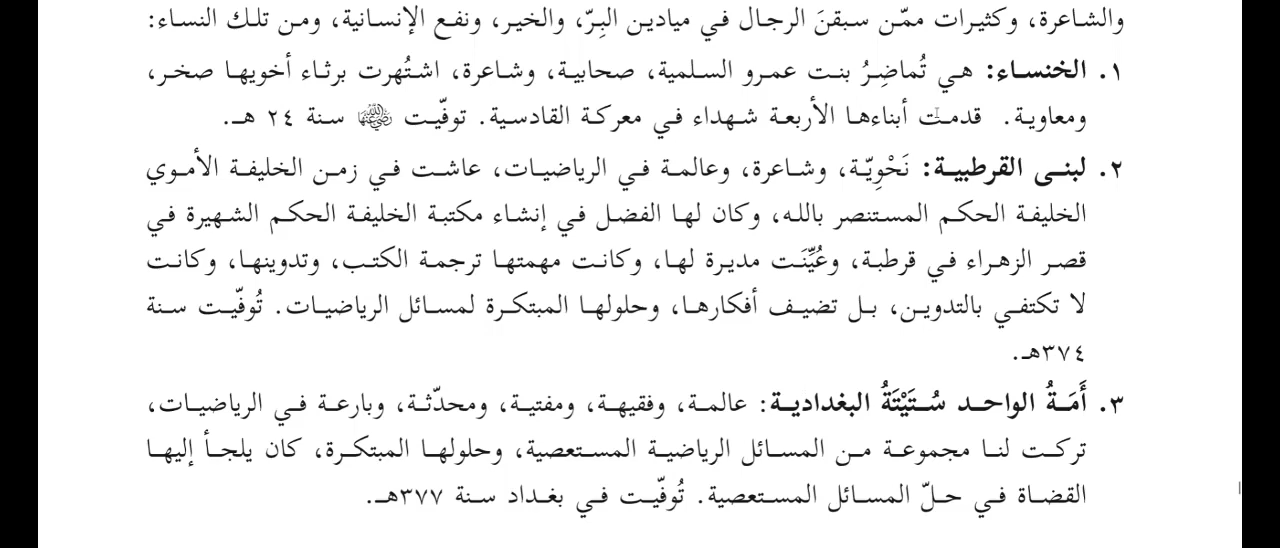 والشاعرة، وكثيرات ممّن سبقنَ الرجال في ميادين البِرّ، والخير، ونفع الإنسانية، ومن تلك النساء:
١. الخنساء: هي تُماضِرُ بنت عمرو السلمية، صحابية، وشاعرة، اشتُهرت برثاء أخويها صخر،
ومعاوية. قدمت أبناءها الأربعة شهداء في معركة القادسية. توفّيت ﵂ سنة ٢٤ هـ.
٢. لبنى القرطبية: نَحْوِيّة، وشاعرة، وعالمة في الرياضيات، عاشت في زمن الخليفة الأموي
الخليفة الحكم المستنصر بالله، وكان لها الفضل في إنشاء مكتبة الخليفة الحكم الشهيرة في
قصر الزهراء في قرطبة، وعُيِّنَت مديرة لها، وكانت مهمتها ترجمة الكتب، وتدوينها، وكانت
لا تكتفي بالتدوين، بل تضيف أفكارها، وحلولها المبتكرة لمسائل الرياضيات. تُوفّيت سنة
٣٧٤هـ.
٣. أَمَةُ الواحد سُتَيْتَةُ البغدادية: عالمة، وفقيهة، ومفتية، ومحدّثة، وبارعة في الرياضيات،
تركت لنا مجموعة من المسائل الرياضية المستعصية، وحلولها المبتكرة، كان يلجأ إليها
القضاة في حلّ المسائل المستعصية. تُوفّيت في بغداد سنة ٣٧٧هـ.